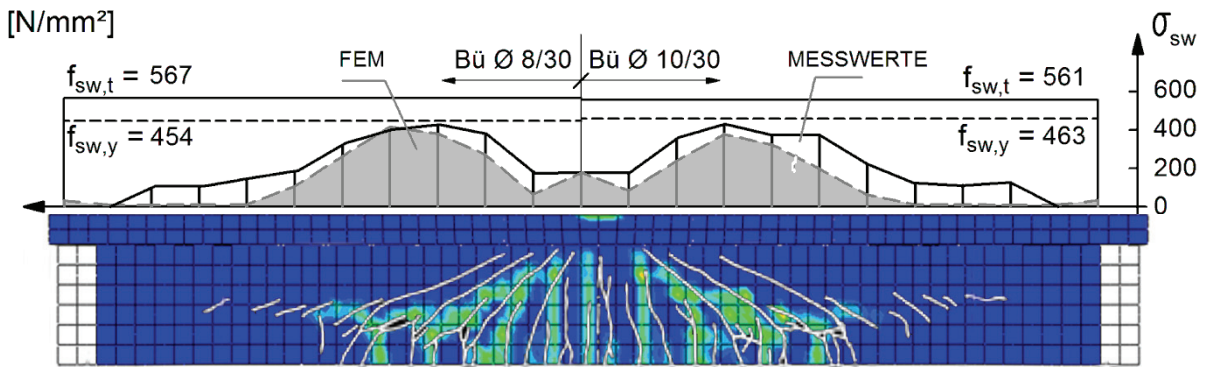 [N/mm²]
σsw
FEM
Bü Ø 8/30
Bü Ø 10/30
MESSWERTE
fsw,t = 567
fsw,t = 561
600
fsw,y = 454
fsw,y = 463
400
200
0